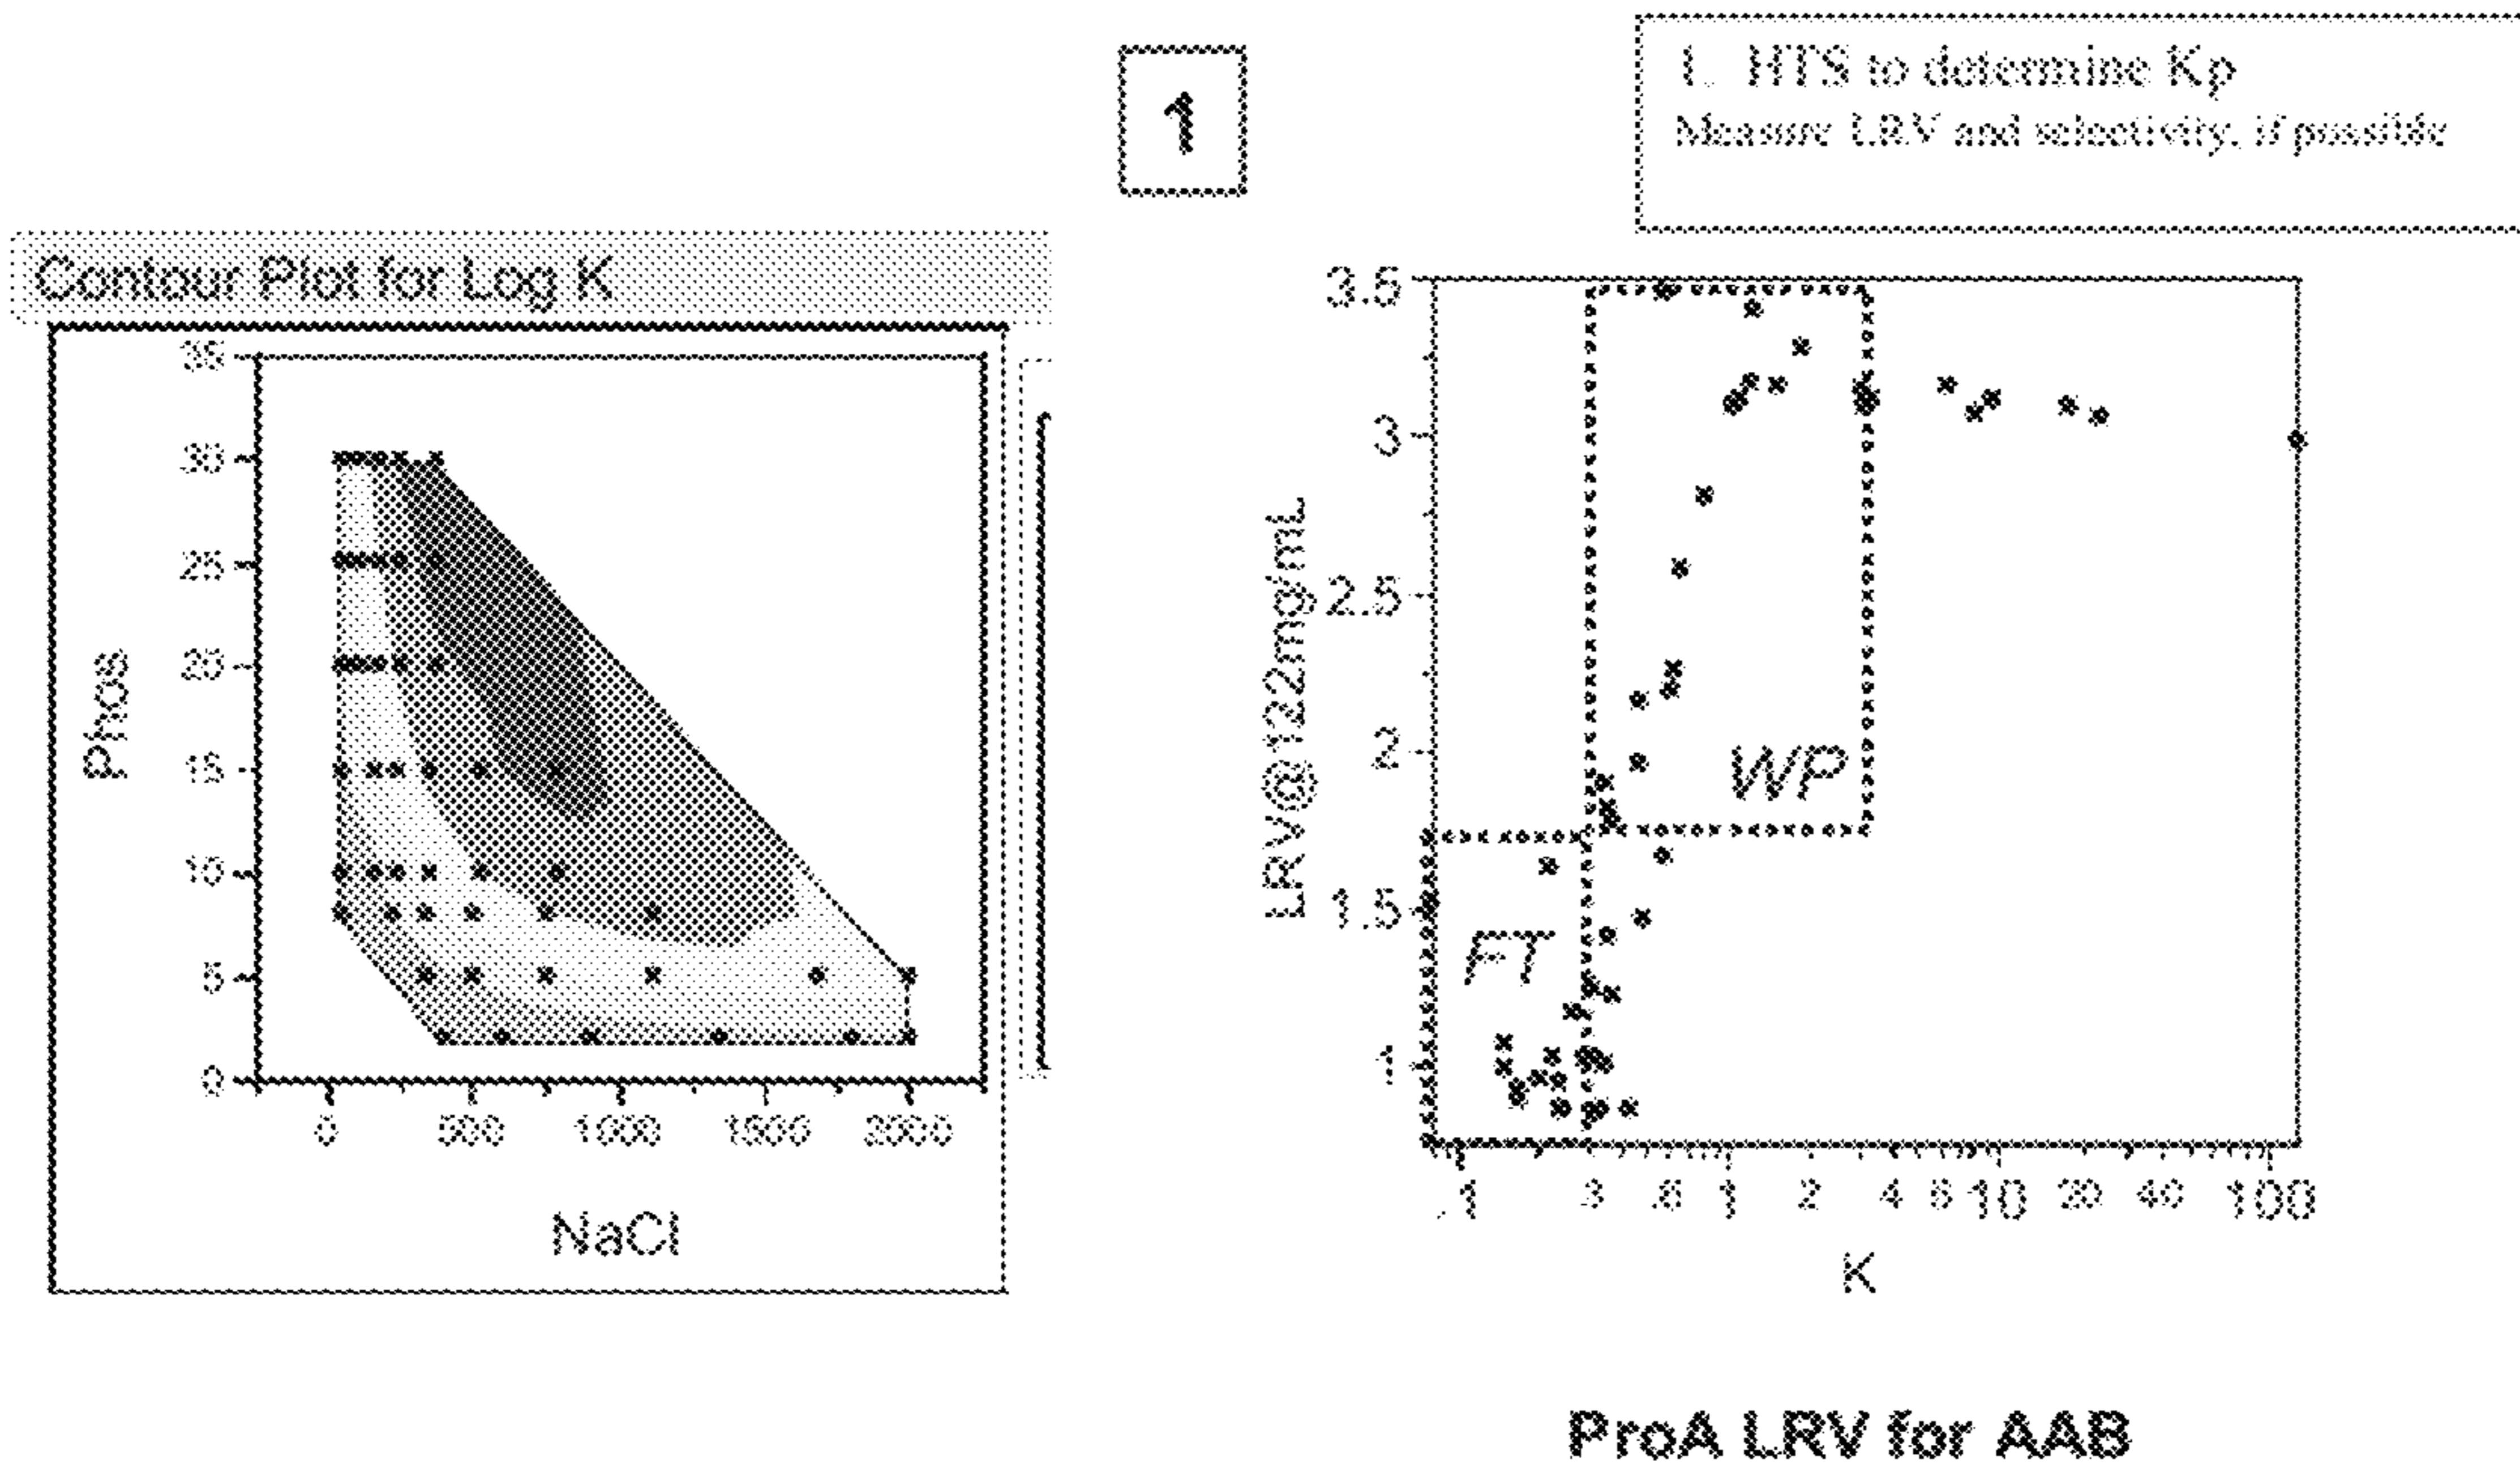 1
1. HTS to determine Kp
Measure LRV and selectivity, if possible
Contour Plot for Log K
35
30
25
20
15
10
5
0
Phos
0 500 1000 1500 2000
NaCl
3.5
3
2.5
2
1.5
1
LRV@122mg/mL
WP
FT
.1 .3 .6 1 2 4 6 10 20 40 100
K
ProA LRV for AAB